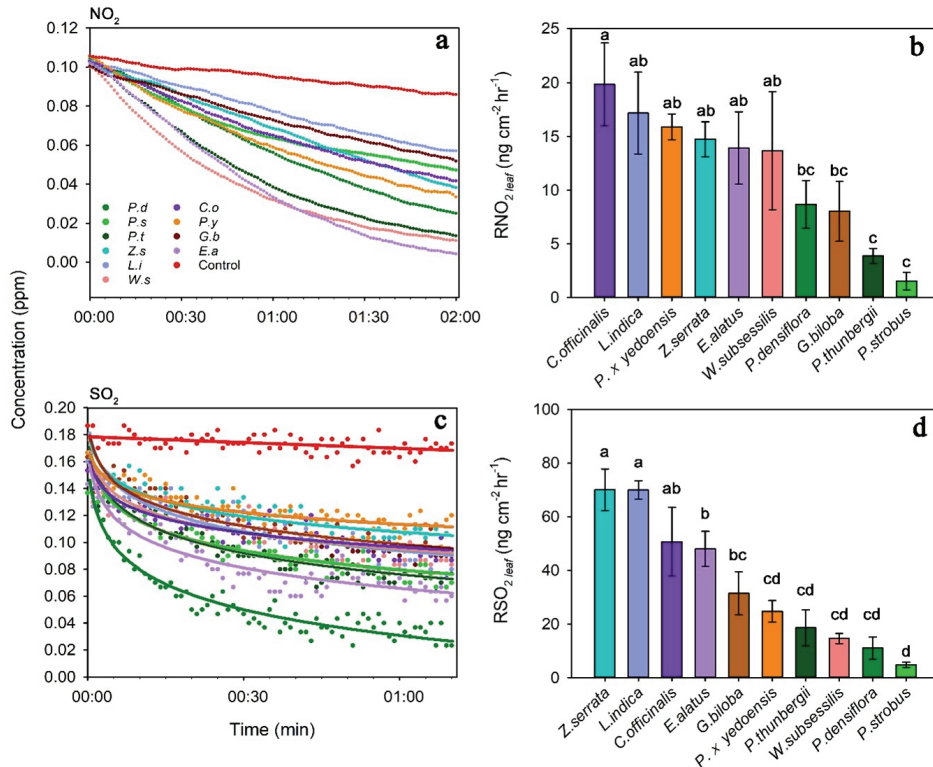 NO2
a
Concentration (ppm)
0.12
0.10
0.08
0.06
0.04
0.02
0.00
P.d
P.s
P.t
Z.s
L.i
W.s
C.o
P.y
G.b
E.a
Control
00:00 00:30 01:00 01:30 02:00
b
RNO2 leaf (ng cm-2 hr-1)
25
20
15
10
5
0
a ab ab ab ab ab bc bc c c
C.officinalis
L.indica
P. x yedoensis
Z.serrata
E.alatus
W.subsessilis
P.densiflora
G.biloba
P.thunbergii
P.strobus
SO2
c
0.20
0.18
0.16
0.14
0.12
0.10
0.08
0.06
0.04
0.02
0.00
00:00 00:30 01:00
Time (min)
d
RSO2 leaf (ng cm-2 hr-1)
100
80
60
40
20
0
a a ab b bc cd cd cd cd d
Z.serrata
L.indica
C.officinalis
E.alatus
G.biloba
P. x yedoensis
P.thunbergii
W.subsessilis
P.densiflora
P.strobus